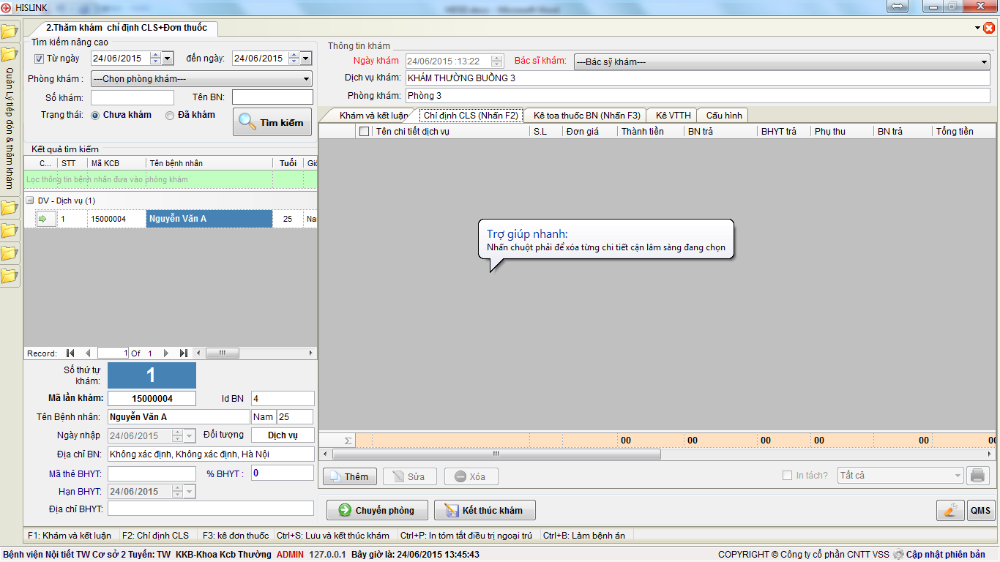 HISLINK
2.Thăm khám chỉ định CLS+Đơn thuốc
Quản Lý tiếp đón & thăm khám
Tìm kiếm nâng cao
Từ ngày 24/06/2015 đến ngày: 24/06/2015
Phòng khám : ---Chọn phòng khám---
Số khám: Tên BN:
Trạng thái: Chưa khám Đã khám Tìm kiếm
Kết quả tìm kiếm
C... STT Mã KCB Tên bệnh nhân Tuổi Giớ
Lọc thông tin bệnh nhân đưa vào phòng khám
DV - Dịch vụ (1)
1 15000004 Nguyễn Văn A 25 Na
Record: 1 Of 1
Số thứ tự khám: 1
Mã lần khám: 15000004 Id BN 4
Tên Bệnh nhân: Nguyễn Văn A Nam 25
Ngày nhập 24/06/2015 Đối tượng Dịch vụ
Địa chỉ BN: Không xác định, Không xác định, Hà Nội
Mã thẻ BHYT: % BHYT : 0
Hạn BHYT: 24/06/2015
Địa chỉ BHYT:
Thông tin khám
Ngày khám 24/06/2015 :13:22 Bác sĩ khám: ---Bác sỹ khám---
Dịch vụ khám: KHÁM THƯỜNG BUỒNG 3
Phòng khám: Phòng 3
Khám và kết luận Chỉ định CLS (Nhấn F2) Kê toa thuốc BN (Nhấn F3) Kê VTTH Cấu hình
Tên chi tiết dịch vụ S.L Đơn giá Thành tiền BN trả BHYT trả Phụ thu BN trả Tổng tiền
Trợ giúp nhanh:
Nhấn chuột phải để xóa từng chi tiết cận lâm sàng đang chọn
Σ 00 00 00 00 00 00
Thêm Sửa Xóa In tách? Tất cả
Chuyển phòng Kết thúc khám QMS
F1: Khám và kết luận F2: Chỉ định CLS F3: kê đơn thuốc Ctrl+S: Lưu và kết thúc khám Ctrl+P: In tóm tắt điều trị ngoại trú Ctrl+B: Làm bệnh án
Bệnh viện Nội tiết TW Cơ sở 2 Tuyến: TW KKB-Khoa Kcb Thường ADMIN 127.0.0.1 Bây giờ là: 24/06/2015 13:45:43 COPYRIGHT © Công ty cổ phần CNTT VSS Cập nhật phiên bản